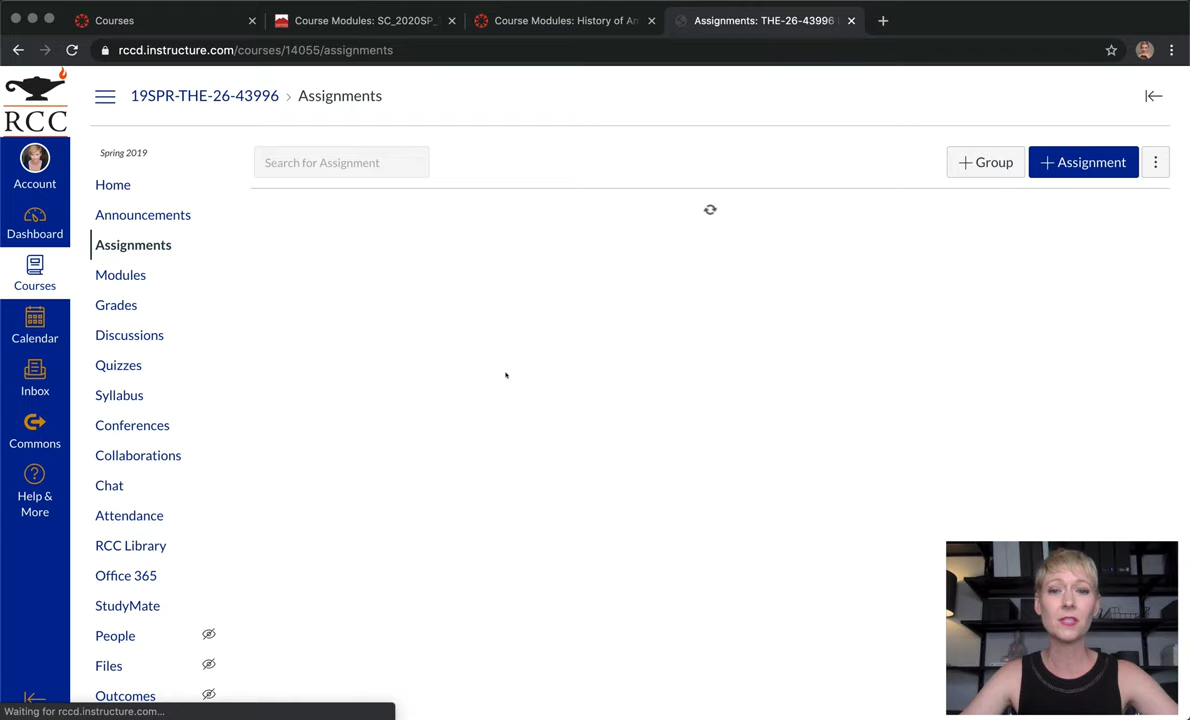 Courses
Course Modules: SC_2020SP_
Course Modules: History of An
Assignments: THE-26-43996
rccd.instructure.com/courses/14055/assignments
RCC
19SPR-THE-26-43996 › Assignments
Account
Dashboard
Courses
Calendar
Inbox
Commons
Help &
More
Spring 2019
Home
Announcements
Assignments
Modules
Grades
Discussions
Quizzes
Syllabus
Conferences
Collaborations
Chat
Attendance
RCC Library
Office 365
StudyMate
People
Files
Outcomes
Search for Assignment
+ Group
+ Assignment
Waiting for rccd.instructure.com...